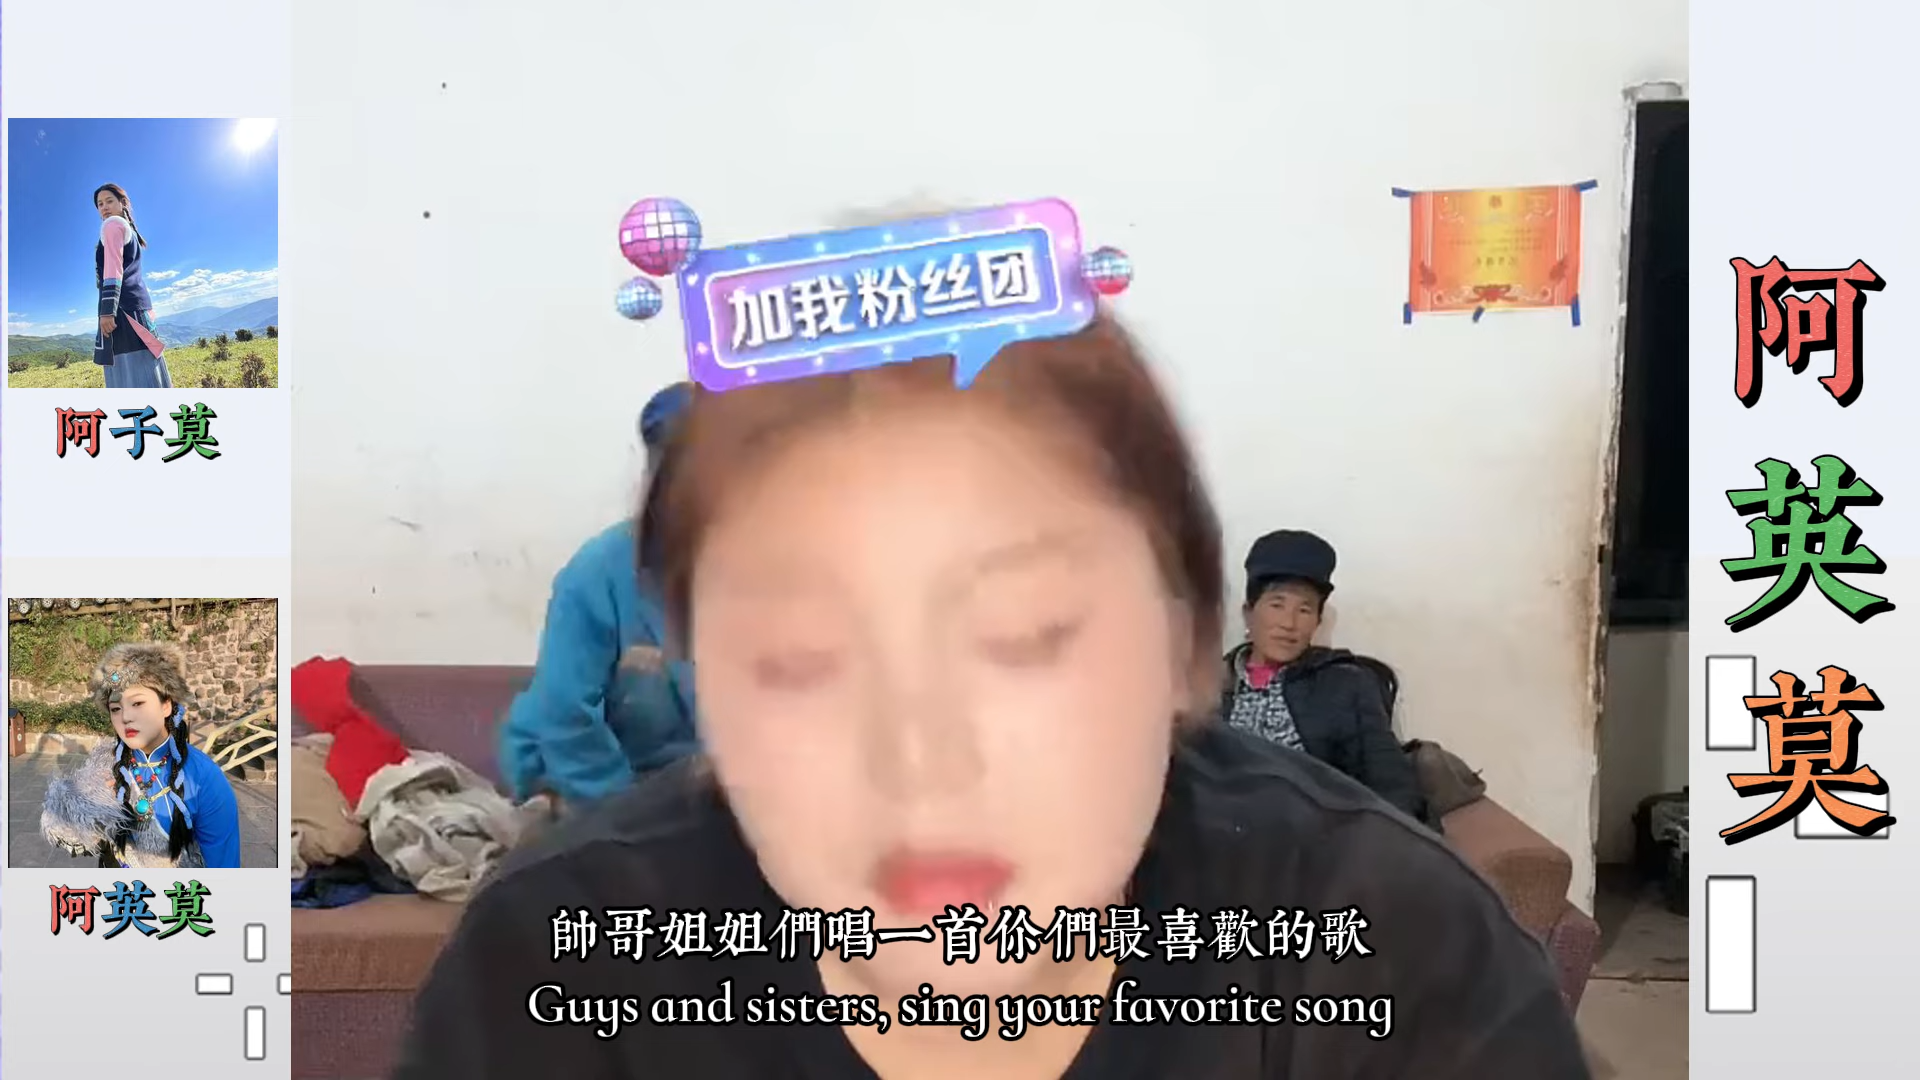 加我粉丝团
阿子莫
阿英莫
阿英莫
帥哥姐姐們唱一首你們最喜歡的歌
Guys and sisters, sing your favorite song